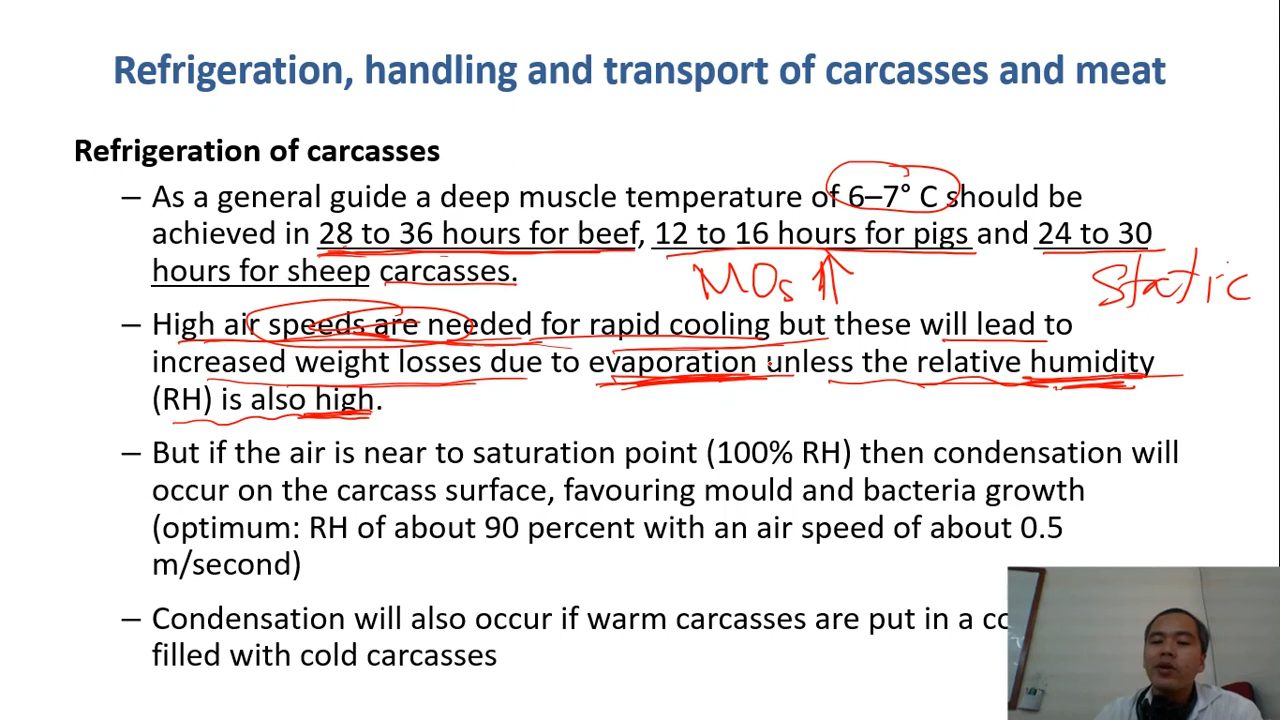 Refrigeration, handling and transport of carcasses and meat
Refrigeration of carcasses
– As a general guide a deep muscle temperature of 6–7° C should be
achieved in 28 to 36 hours for beef, 12 to 16 hours for pigs and 24 to 30
hours for sheep carcasses.
MOs ↑
Static
– High air speeds are needed for rapid cooling but these will lead to
increased weight losses due to evaporation unless the relative humidity
(RH) is also high.
– But if the air is near to saturation point (100% RH) then condensation will
occur on the carcass surface, favouring mould and bacteria growth
(optimum: RH of about 90 percent with an air speed of about 0.5
m/second)
– Condensation will also occur if warm carcasses are put in a
filled with cold carcasses